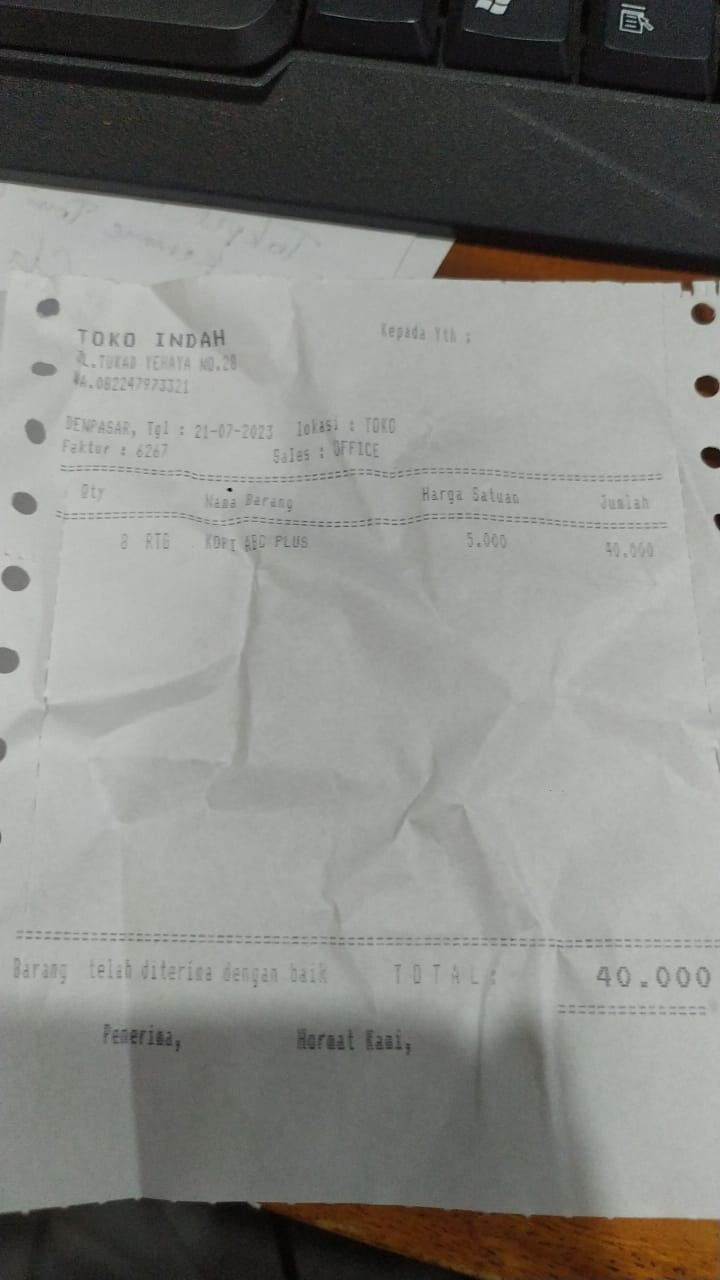 TOKO INDAH
Kepada Yth :
JL.TUKAD YEHAYA NO.28
WA.082247973321
DENPASAR, Tgl : 21-07-2023 lokasi : TOKO
Faktur : 6267 Sales : OFFICE
Qty Nama Barang Harga Satuan Jumlah
8 RTG KOPI ABC PLUS 5.000 40.000
Barang telah diterima dengan baik T O T A L : 40.000
Penerima, Hormat Kami,